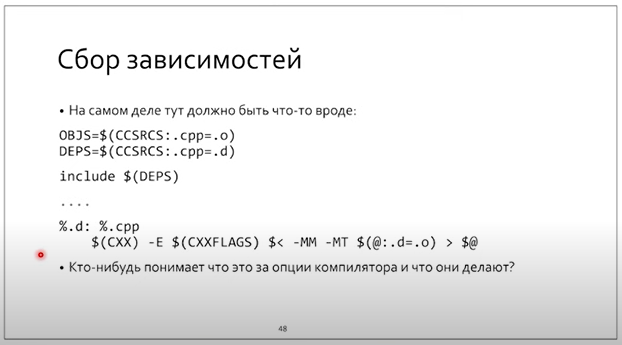 Сбор зависимостей
• На самом деле тут должно быть что-то вроде:
OBJS=$(CCSRCS:.cpp=.o)
DEPS=$(CCSRCS:.cpp=.d)
include $(DEPS)
....
%.d: %.cpp
$(CXX) -E $(CXXFLAGS) $< -MM -MT $(@:.d=.o) > $@
• Кто-нибудь понимает что это за опции компилятора и что они делают?
48